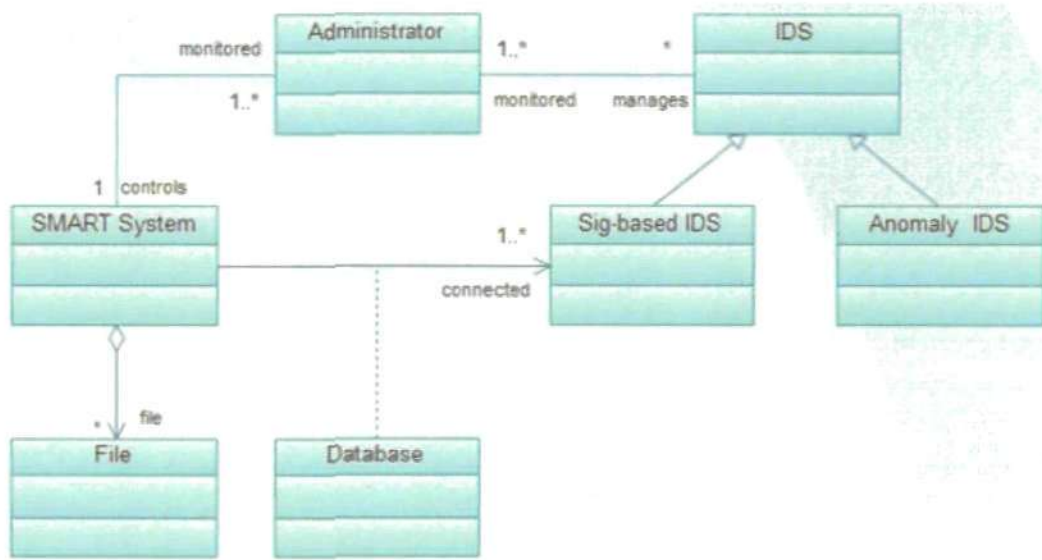 Administrator
IDS
monitored
1..*
1..*
*
monitored
manages
1
controls
SMART System
Sig-based IDS
Anomaly IDS
1..*
connected
*
file
File
Database